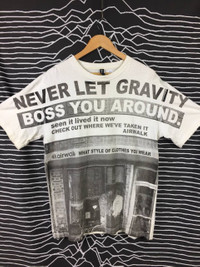 NEVER LET GRAVITY
BOSS YOU AROUND.
seen it lived it now
CHECK OUT WHERE WE'VE TAKEN IT
AIRWALK
WHAT STYLE OF CLOTHES YOU WEAR